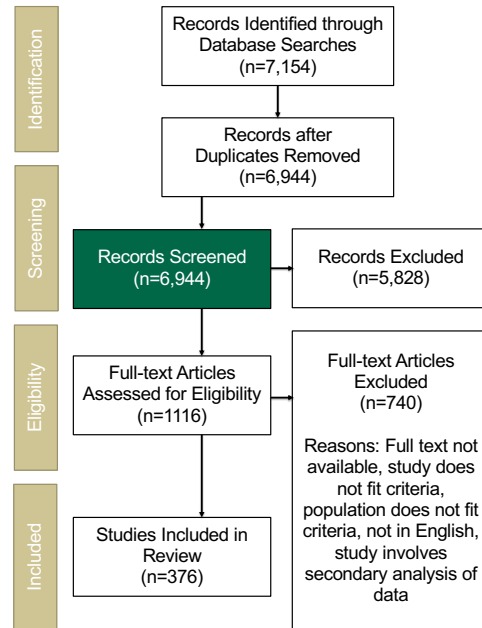 Identification
Records Identified through
Database Searches
(n=7,154)
Records after
Duplicates Removed
(n=6,944)
Screening
Records Screened
(n=6,944)
Records Excluded
(n=5,828)
Eligibility
Full-text Articles
Assessed for Eligibility
(n=1116)
Full-text Articles
Excluded
(n=740)
Reasons: Full text not
available, study does
not fit criteria,
population does not fit
criteria, not in English,
study involves
secondary analysis of
data
Included
Studies Included in
Review
(n=376)